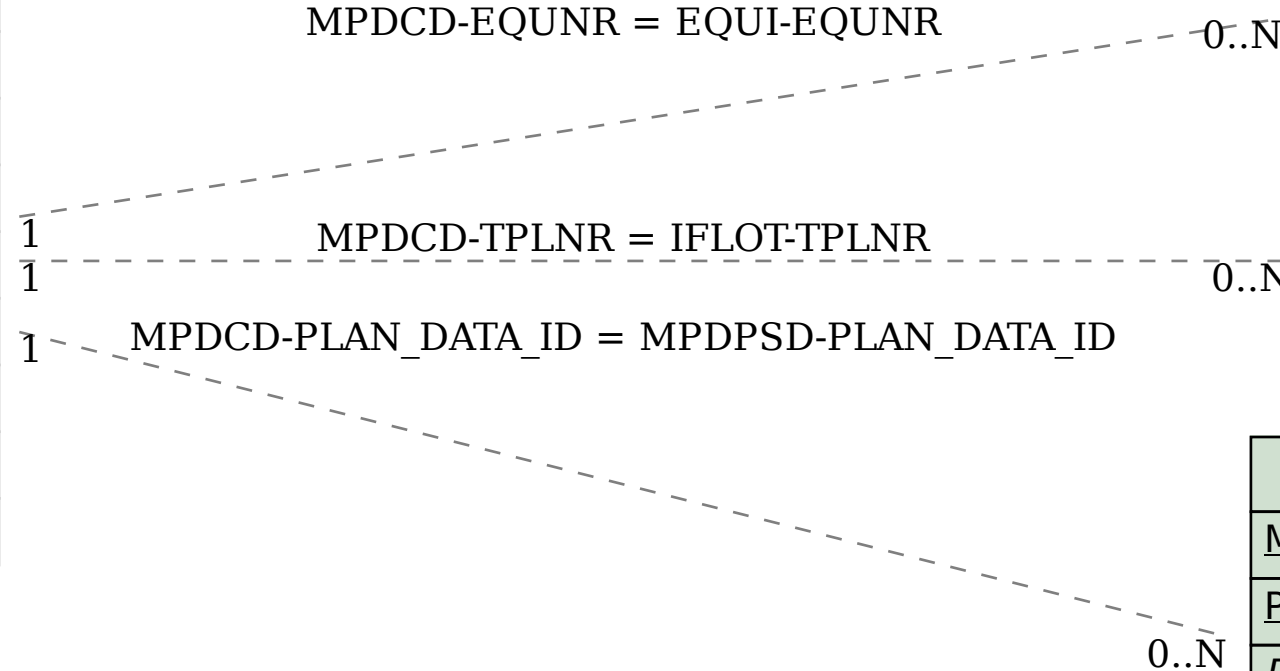 MPDCD-EQUNR = EQUI-EQUNR
0..N
1
MPDCD-TPLNR = IFLOT-TPLNR
1
0..N
MPDCD-PLAN_DATA_ID = MPDPSD-PLAN_DATA_ID
1
M
P
0..N